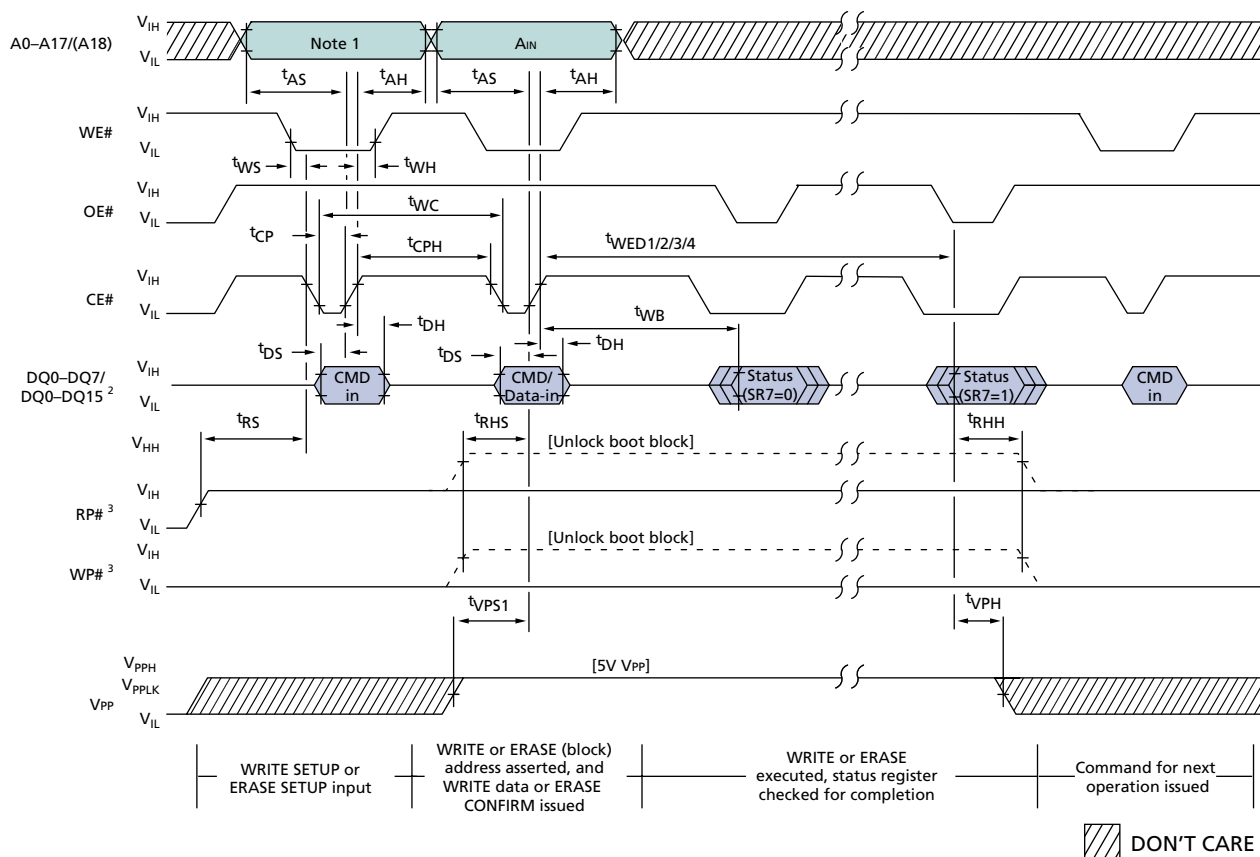 A0–A17/(A18)
VIH
VIL
Note 1
AIN
tAS
tAH
tAS
tAH
WE#
VIH
VIL
tWS
tWH
OE#
VIH
VIL
tWC
tCP
tCPH
tWED1/2/3/4
CE#
VIH
VIL
tWB
tDH
tDS
tDH
tDS
DQ0–DQ7/
DQ0–DQ15 2
VIH
VIL
CMD
in
CMD/
Data-in
Status
(SR7=0)
Status
(SR7=1)
CMD
in
tRS
tRHS
[Unlock boot block]
tRHH
VHH
VIH
RP# 3
VIL
[Unlock boot block]
VIH
WP# 3
VIL
tVPS1
tVPH
[5V VPP]
VPPH
VPPLK
VPP
VIL
WRITE SETUP or
ERASE SETUP input
WRITE or ERASE (block)
address asserted, and
WRITE data or ERASE
CONFIRM issued
WRITE or ERASE
executed, status register
checked for completion
Command for next
operation issued
DON'T CARE